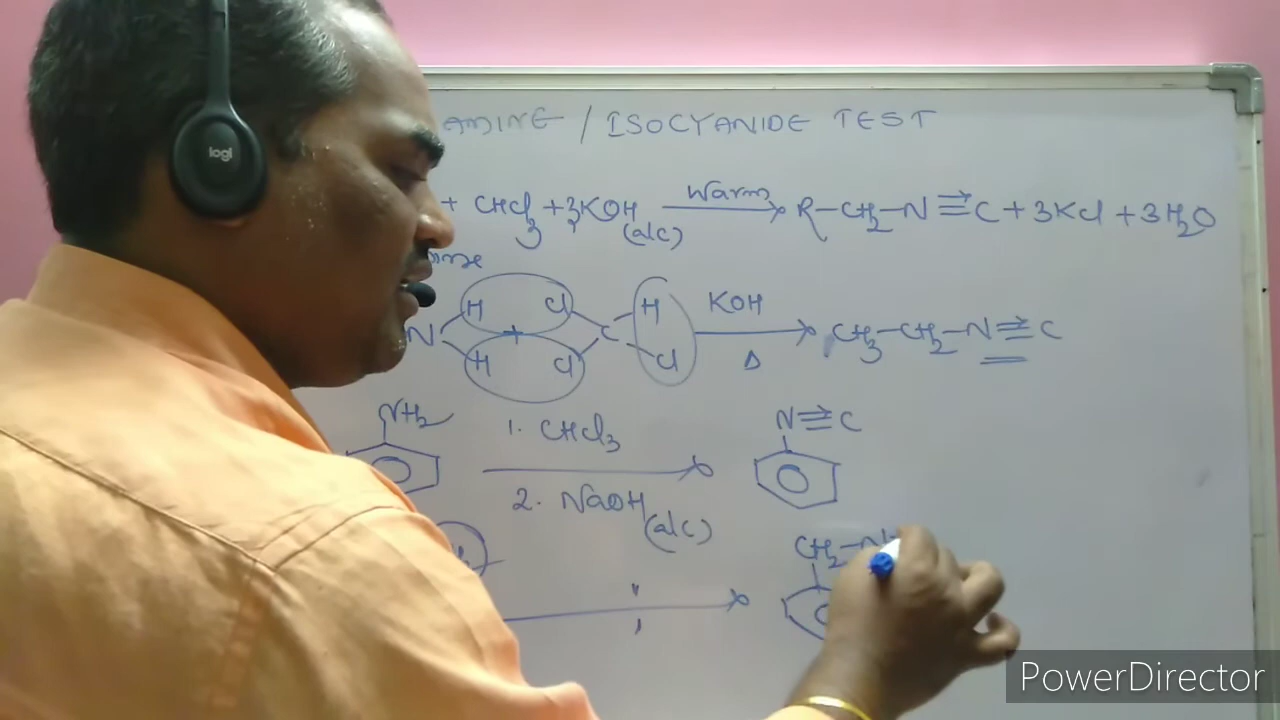 AMINE / ISOCYANIDE TEST
+ CHCl3 + 3KOH (alc) Warm R-CH2-N≡C + 3KCl + 3H2O
N H H + Cl Cl C H Cl KOH Δ CH3-CH2-N≡C
NH2 1. CHCl3 2. NaOH (alc) N≡C
" CH2-N
logi
PowerDirector